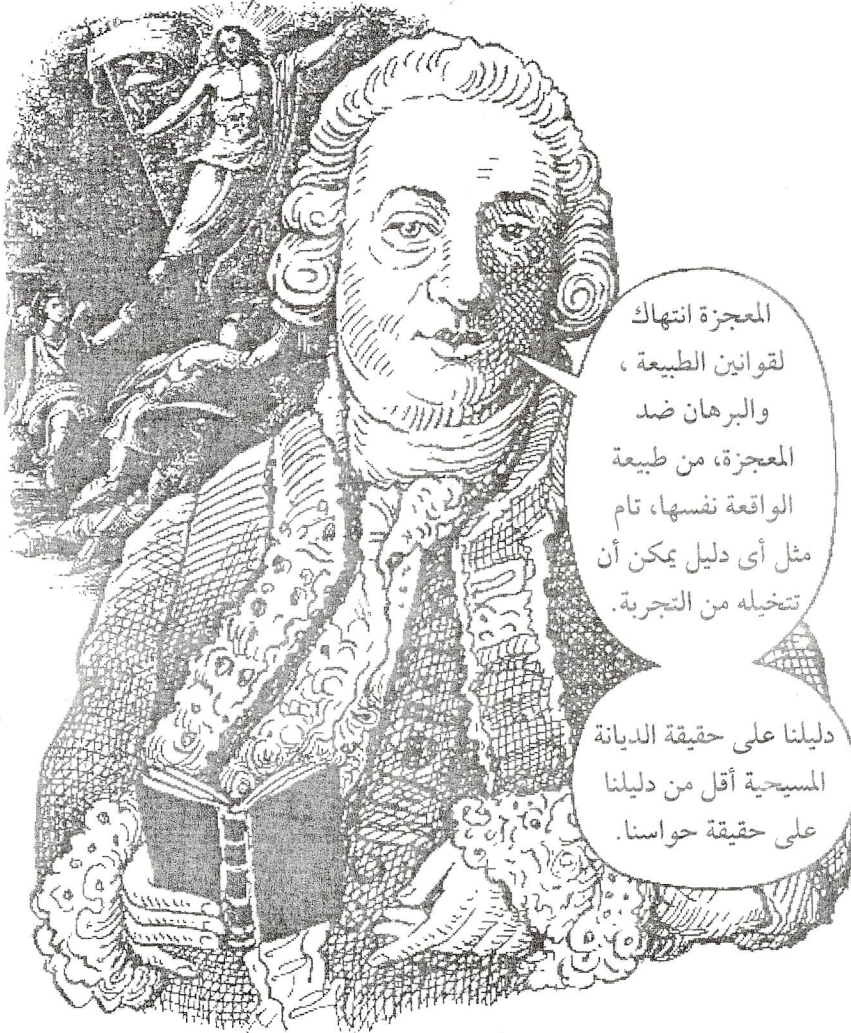 المعجزة انتهاك
لقوانين الطبيعة ،
والبرهان ضد
المعجزة، من طبيعة
الواقعة نفسها، تام
مثل أى دليل يمكن أن
تتخيله من التجربة.
دليلنا على حقيقة الديانة
المسيحية أقل من دليلنا
على حقيقة حواسنا.